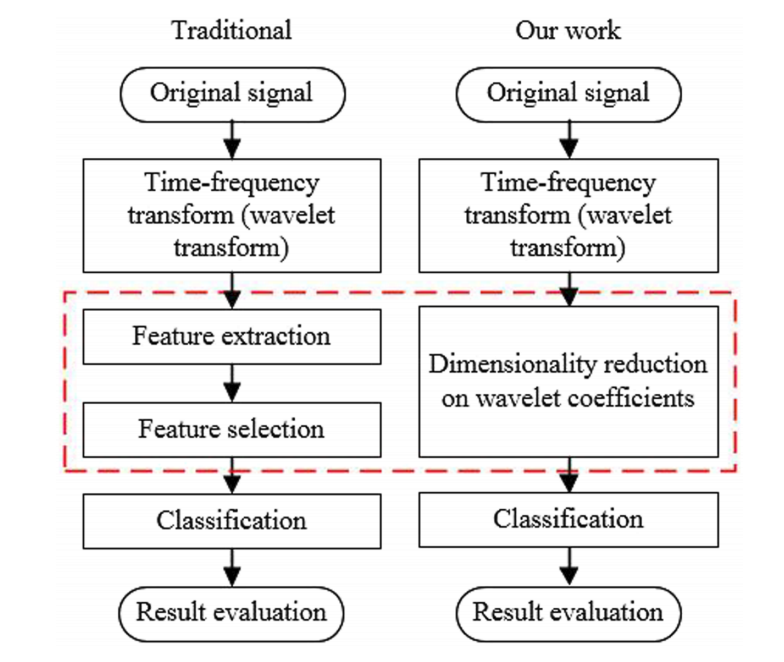 Traditional
Original signal
Time-frequency
transform (wavelet
transform)
Feature extraction
Feature selection
Classification
Result evaluation
Our work
Original signal
Time-frequency
transform (wavelet
transform)
Dimensionality reduction
on wavelet coefficients
Classification
Result evaluation